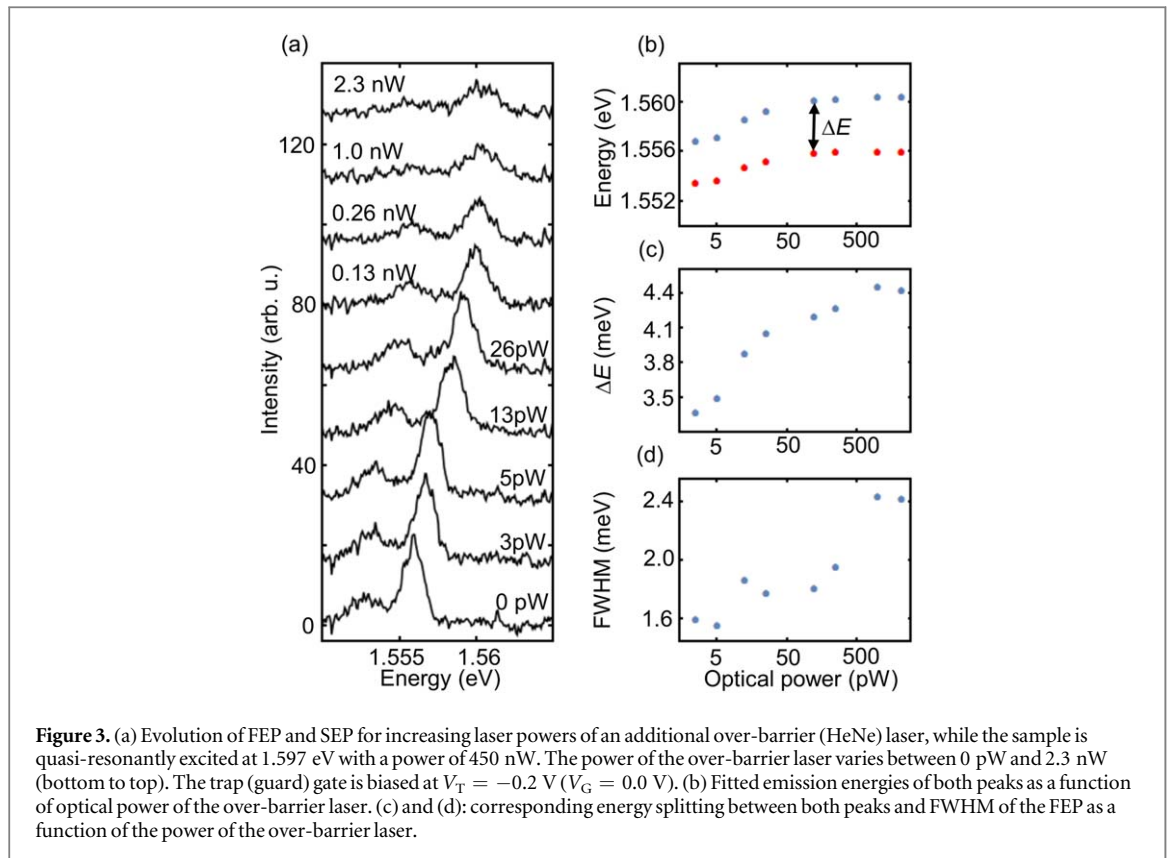 (a)
2.3 nW
1.0 nW
0.26 nW
0.13 nW
26pW
13pW
5pW
3pW
0 pW
120
80
40
0
Intensity (arb. u.)
1.555
1.56
Energy (eV)
(b)
1.560
1.556
1.552
Energy (eV)
ΔE
5
50
500
(c)
4.4
4.1
3.8
3.5
ΔE (meV)
5
50
500
(d)
2.4
2.0
1.6
FWHM (meV)
5
50
500
Optical power (pW)
Figure 3. (a) Evolution of FEP and SEP for increasing laser powers of an additional over-barrier (HeNe) laser, while the sample is
quasi-resonantly excited at 1.597 eV with a power of 450 nW. The power of the over-barrier laser varies between 0 pW and 2.3 nW
(bottom to top). The trap (guard) gate is biased at V_T = −0.2 V (V_G = 0.0 V). (b) Fitted emission energies of both peaks as a function
of optical power of the over-barrier laser. (c) and (d): corresponding energy splitting between both peaks and FWHM of the FEP as a
function of the power of the over-barrier laser.